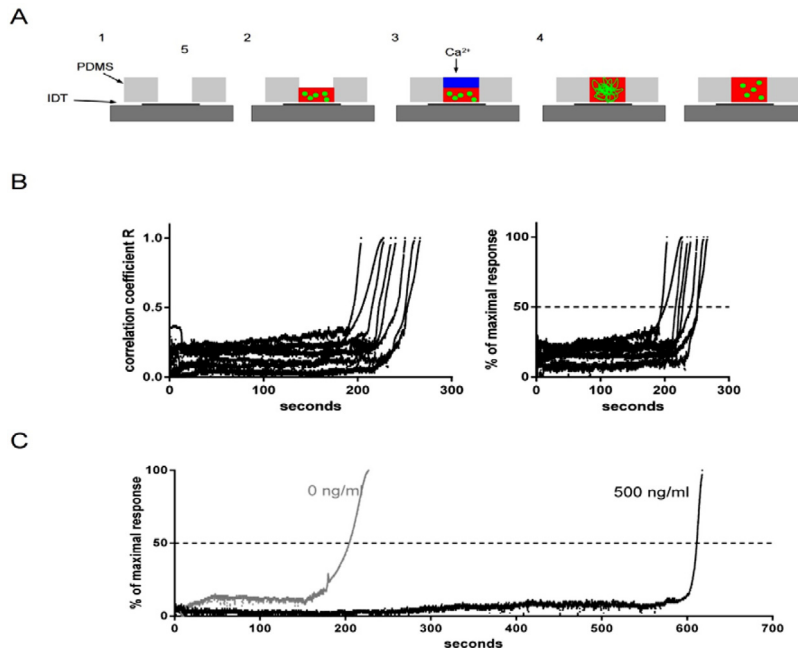 A
1 5 2 3 4
Ca²⁺
PDMS
IDT
B
correlation coefficient R
1.0
0.5
0.0
0 100 200 300
seconds
% of maximal response
100
50
0
0 100 200 300
seconds
C
% of maximal response
100
50
0
0 ng/ml
500 ng/ml
0 100 200 300 400 500 600 700
seconds